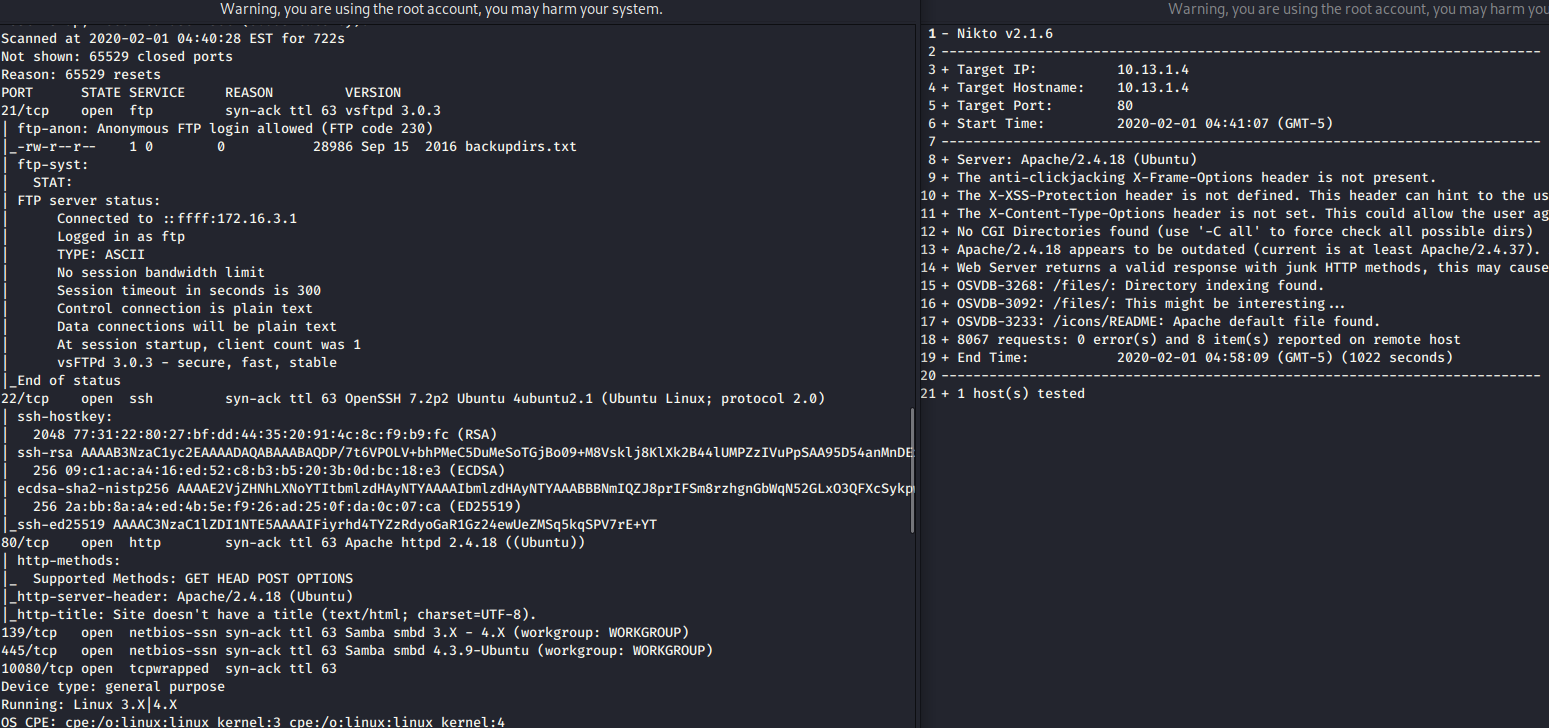 Warning, you are using the root account, you may harm your system.
Scanned at 2020-02-01 04:40:28 EST for 722s
Not shown: 65529 closed ports
Reason: 65529 resets
PORT      STATE SERVICE     REASON         VERSION
21/tcp    open  ftp         syn-ack ttl 63 vsftpd 3.0.3
| ftp-anon: Anonymous FTP login allowed (FTP code 230)
|_-rw-r--r--    1 0        0           28986 Sep 15  2016 backupdirs.txt
| ftp-syst:
|   STAT:
| FTP server status:
|      Connected to ::ffff:172.16.3.1
|      Logged in as ftp
|      TYPE: ASCII
|      No session bandwidth limit
|      Session timeout in seconds is 300
|      Control connection is plain text
|      Data connections will be plain text
|      At session startup, client count was 1
|      vsFTPd 3.0.3 - secure, fast, stable
|_End of status
22/tcp    open  ssh         syn-ack ttl 63 OpenSSH 7.2p2 Ubuntu 4ubuntu2.1 (Ubuntu Linux; protocol 2.0)
| ssh-hostkey:
|   2048 77:31:22:80:27:bf:dd:44:35:20:91:4c:8c:f9:b9:fc (RSA)
| ssh-rsa AAAAB3NzaC1yc2EAAAADAQABAAABAQDP/7t6VPOLV+bhPMeC5DuMeSoTGjBo09+M8Vsklj8KlXk2B44lUMPZzIVuPpSAA95D54anMnDE
|   256 09:c1:ac:a4:16:ed:52:c8:b3:b5:20:3b:0d:bc:18:e3 (ECDSA)
| ecdsa-sha2-nistp256 AAAAE2VjZHNhLXNoYTItbmlzdHAyNTYAAAAIbmlzdHAyNTYAAABBBNmIQZJ8prIFSm8rzhgnGbWqN52GLxO3QFXcSykp
|   256 2a:bb:8a:a4:ed:4b:5e:f9:26:ad:25:0f:da:0c:07:ca (ED25519)
|_ssh-ed25519 AAAAC3NzaC1lZDI1NTE5AAAAIFiyrhd4TYZzRdyoGaR1Gz24ewUeZMSq5kqSPV7rE+YT
80/tcp    open  http        syn-ack ttl 63 Apache httpd 2.4.18 ((Ubuntu))
| http-methods:
|_  Supported Methods: GET HEAD POST OPTIONS
|_http-server-header: Apache/2.4.18 (Ubuntu)
|_http-title: Site doesn't have a title (text/html; charset=UTF-8).
139/tcp   open  netbios-ssn syn-ack ttl 63 Samba smbd 3.X - 4.X (workgroup: WORKGROUP)
445/tcp   open  netbios-ssn syn-ack ttl 63 Samba smbd 4.3.9-Ubuntu (workgroup: WORKGROUP)
10080/tcp open  tcpwrapped  syn-ack ttl 63
Device type: general purpose
Running: Linux 3.X|4.X
OS CPE: cpe:/o:linux:linux_kernel:3 cpe:/o:linux:linux_kernel:4
Warning, you are using the root account, you may harm you
1 - Nikto v2.1.6
2 ---------------------------------------------------------------------------
3 + Target IP:          10.13.1.4
4 + Target Hostname:    10.13.1.4
5 + Target Port:        80
6 + Start Time:         2020-02-01 04:41:07 (GMT-5)
7 ---------------------------------------------------------------------------
8 + Server: Apache/2.4.18 (Ubuntu)
9 + The anti-clickjacking X-Frame-Options header is not present.
10 + The X-XSS-Protection header is not defined. This header can hint to the us
11 + The X-Content-Type-Options header is not set. This could allow the user ag
12 + No CGI Directories found (use '-C all' to force check all possible dirs)
13 + Apache/2.4.18 appears to be outdated (current is at least Apache/2.4.37).
14 + Web Server returns a valid response with junk HTTP methods, this may cause
15 + OSVDB-3268: /files/: Directory indexing found.
16 + OSVDB-3092: /files/: This might be interesting...
17 + OSVDB-3233: /icons/README: Apache default file found.
18 + 8067 requests: 0 error(s) and 8 item(s) reported on remote host
19 + End Time:           2020-02-01 04:58:09 (GMT-5) (1022 seconds)
20 ---------------------------------------------------------------------------
21 + 1 host(s) tested